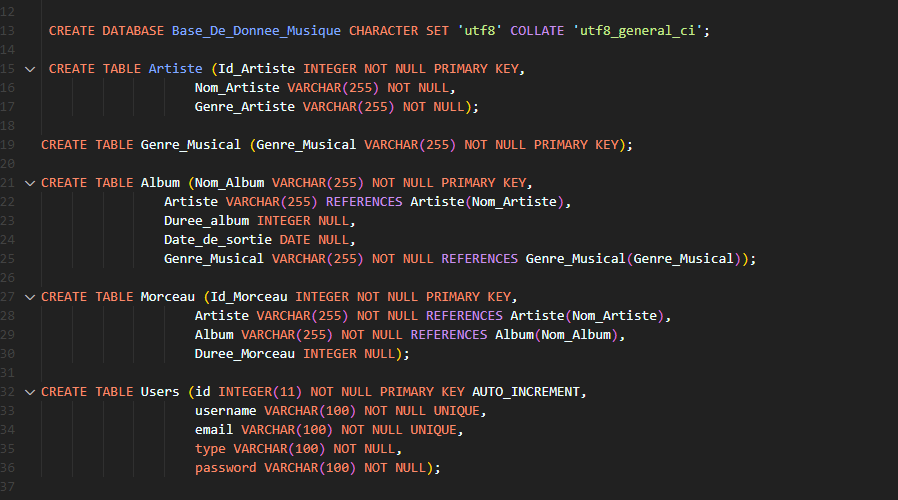 12
13 CREATE DATABASE Base_De_Donnee_Musique CHARACTER SET 'utf8' COLLATE 'utf8_general_ci';
14
15 CREATE TABLE Artiste (Id_Artiste INTEGER NOT NULL PRIMARY KEY,
16 Nom_Artiste VARCHAR(255) NOT NULL,
17 Genre_Artiste VARCHAR(255) NOT NULL);
18
19 CREATE TABLE Genre_Musical (Genre_Musical VARCHAR(255) NOT NULL PRIMARY KEY);
20
21 CREATE TABLE Album (Nom_Album VARCHAR(255) NOT NULL PRIMARY KEY,
22 Artiste VARCHAR(255) REFERENCES Artiste(Nom_Artiste),
23 Duree_album INTEGER NULL,
24 Date_de_sortie DATE NULL,
25 Genre_Musical VARCHAR(255) NOT NULL REFERENCES Genre_Musical(Genre_Musical));
26
27 CREATE TABLE Morceau (Id_Morceau INTEGER NOT NULL PRIMARY KEY,
28 Artiste VARCHAR(255) NOT NULL REFERENCES Artiste(Nom_Artiste),
29 Album VARCHAR(255) NOT NULL REFERENCES Album(Nom_Album),
30 Duree_Morceau INTEGER NULL);
31
32 CREATE TABLE Users (id INTEGER(11) NOT NULL PRIMARY KEY AUTO_INCREMENT,
33 username VARCHAR(100) NOT NULL UNIQUE,
34 email VARCHAR(100) NOT NULL UNIQUE,
35 type VARCHAR(100) NOT NULL,
36 password VARCHAR(100) NOT NULL);
37